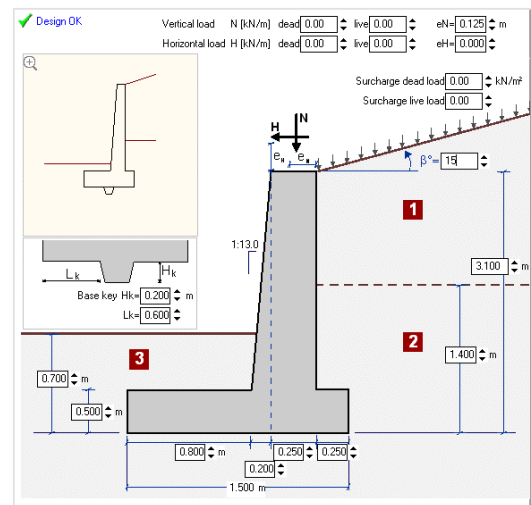 Design OK
Vertical load N [kN/m] dead 0.00 live 0.00 eN= 0.125 m
Horizontal load H [kN/m] dead 0.00 live 0.00 eH= 0.000 m
Surcharge dead load 0.00 kN/m²
Surcharge live load 0.00
H N
eH eN
β°= 15
1
1:13.0
3.100 m
Lk Hk
Base key Hk= 0.200 m
Lk= 0.600
2
3
1.400 m
0.700 m
0.500 m
0.800 m 0.250 0.250
0.200
1.500 m